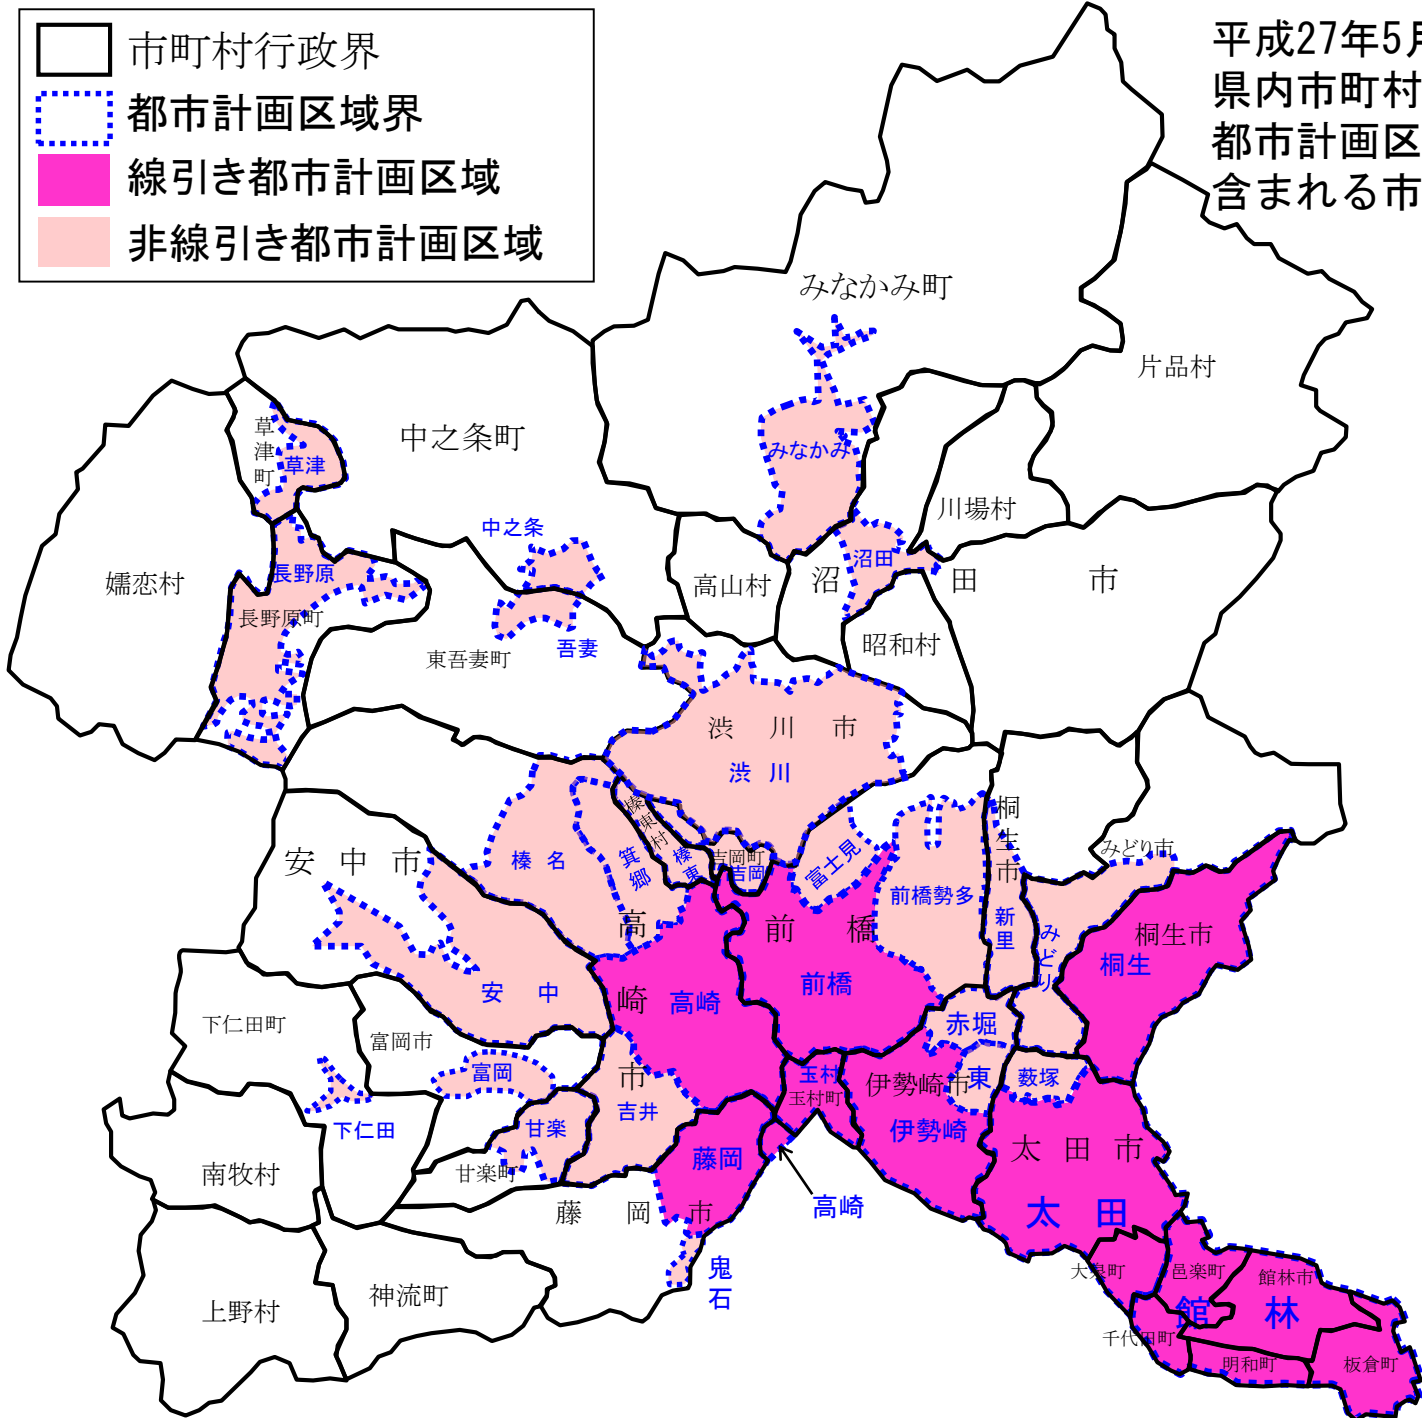 市町村行政界
都市計画区域界
線引き都市計画区域
非線引き都市計画区域
平成27年5月
県内市町村
都市計画区
含まれる市
みなかみ町
片品村
みなかみ
中之条町
草津町
草津
川場村
中之条
沼田
沼田市
長野原
嬬恋村
高山村
長野原町
昭和村
吾妻
東吾妻町
渋川市
渋川
桐生市
榛東村
みどり市
安中市
榛名
箕郷
榛東
吉岡町
吉岡
富士見
前橋勢多
新里
みどり
桐生市
桐生
高崎市
前橋
前橋
安中
高崎
赤堀
下仁田町
富岡市
富岡
玉村
玉村町
伊勢崎市
東
藪塚
吉井
甘楽
下仁田
伊勢崎
藤岡
太田市
南牧村
甘楽町
藤岡市
高崎
太田
鬼石
大泉町
邑楽町
館林市
神流町
上野村
館林
千代田町
明和町
板倉町